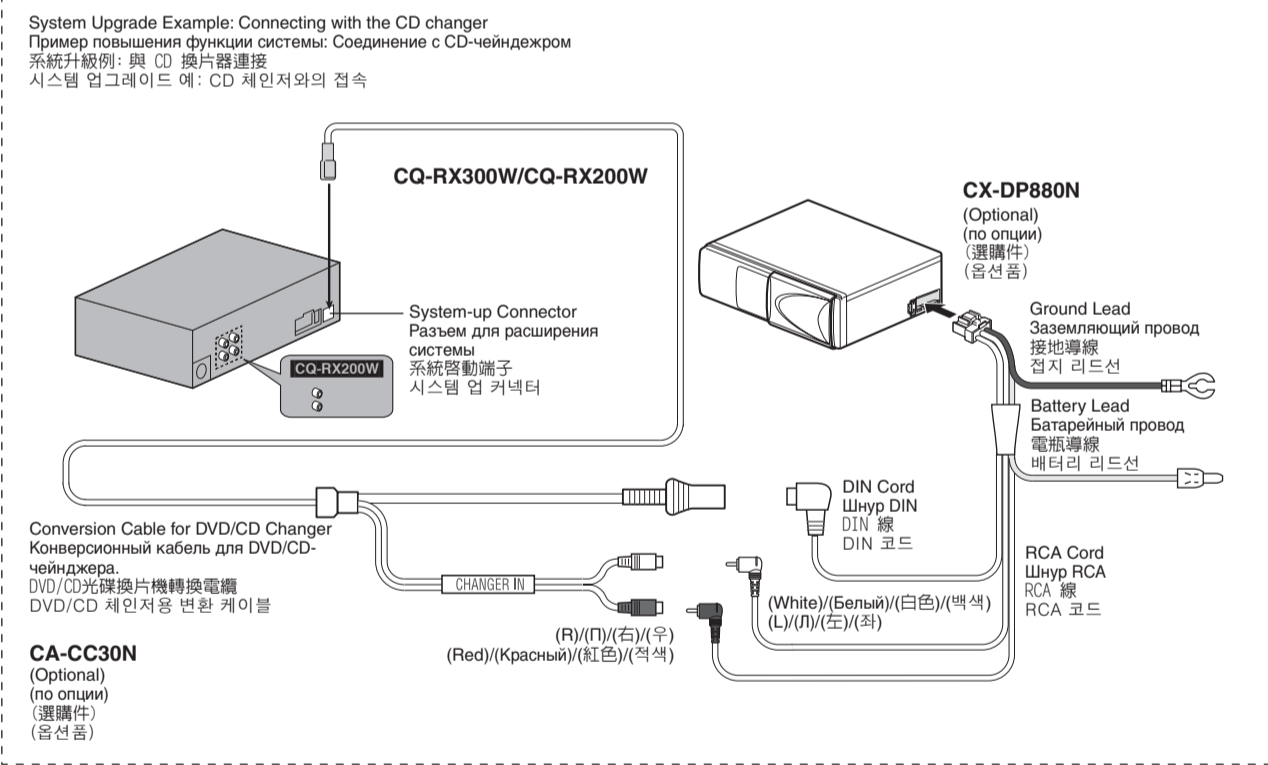 System Upgrade Example: Connecting with the CD changer
Пример повышения функции системы: Соединение с CD-чейндежром
系統升級例: 與 CD 換片器連接
시스템 업그레이드 예: CD 체인저와의 접속
CQ-RX300W/CQ-RX200W
CX-DP880N
(Optional)
(по опции)
(選購件)
(옵션품)
System-up Connector
Разъем для расширения
системы
系統啓動端子
시스템 업 커넥터
CQ-RX200W
Ground Lead
Заземляющий провод
接地導線
접지 리드선
Battery Lead
Батарейный провод
電瓶導線
배터리 리드선
DIN Cord
Шнур DIN
DIN 線
DIN 코드
Conversion Cable for DVD/CD Changer
Конверсионный кабель для DVD/CD-
чейнджера.
DVD/CD光碟換片機轉換電纜
DVD/CD 체인저용 변환 케이블
CHANGER IN
RCA Cord
Шнур RCA
RCA 線
RCA 코드
(White)/(Белый)/(白色)/(백색)
(L)/(Л)/(左)/(좌)
(R)/(П)/(右)/(우)
(Red)/(Красный)/(紅色)/(적색)
CA-CC30N
(Optional)
(по опции)
(選購件)
(옵션품)